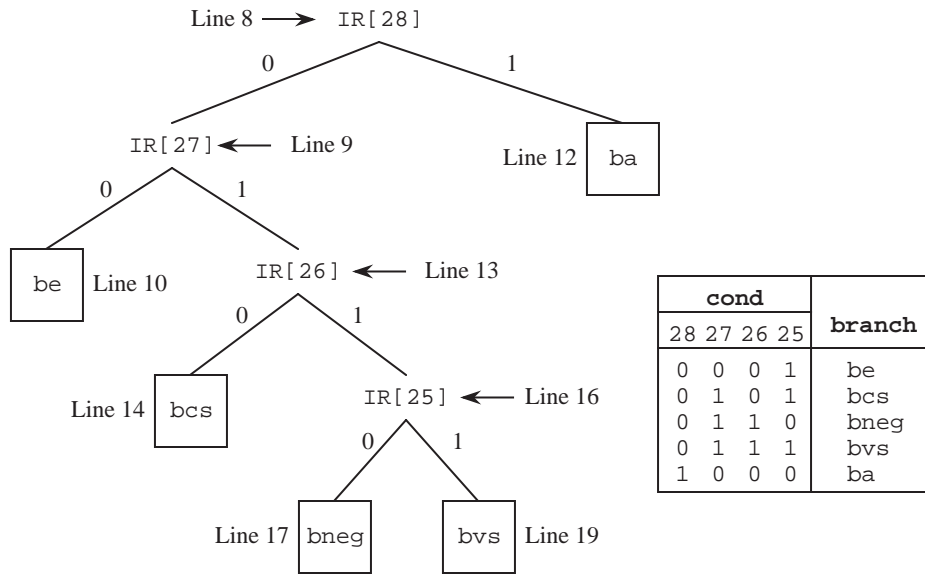 Line 8 IR[28]
0 1
IR[27] Line 9
Line 12 ba
0 1
be Line 10
IR[26] Line 13
0 1
Line 14 bcs
IR[25] Line 16
0 1
Line 17 bneg bvs Line 19
cond branch
28 27 26 25
0 0 0 1 be
0 1 0 1 bcs
0 1 1 0 bneg
0 1 1 1 bvs
1 0 0 0 ba